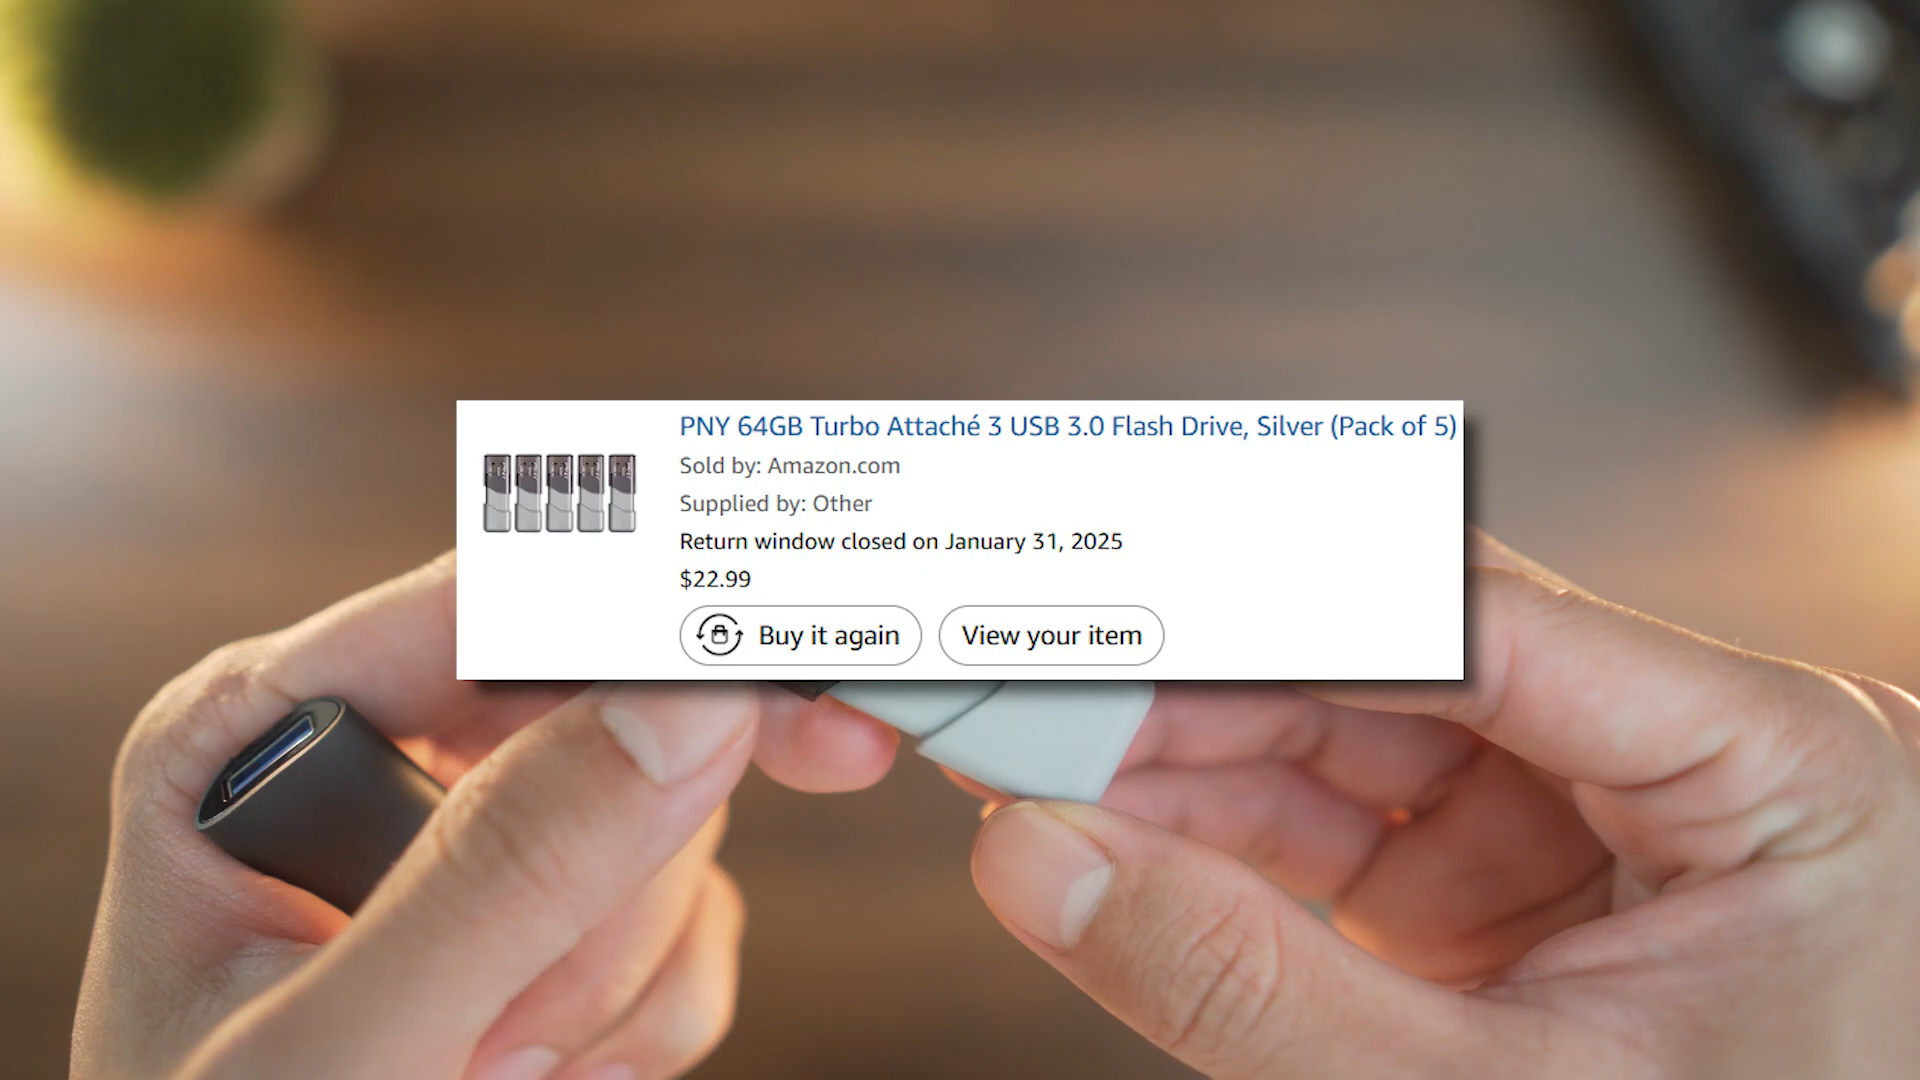 PNY 64GB Turbo Attaché 3 USB 3.0 Flash Drive, Silver (Pack of 5)
Sold by: Amazon.com
Supplied by: Other
Return window closed on January 31, 2025
$22.99
Buy it again
View your item